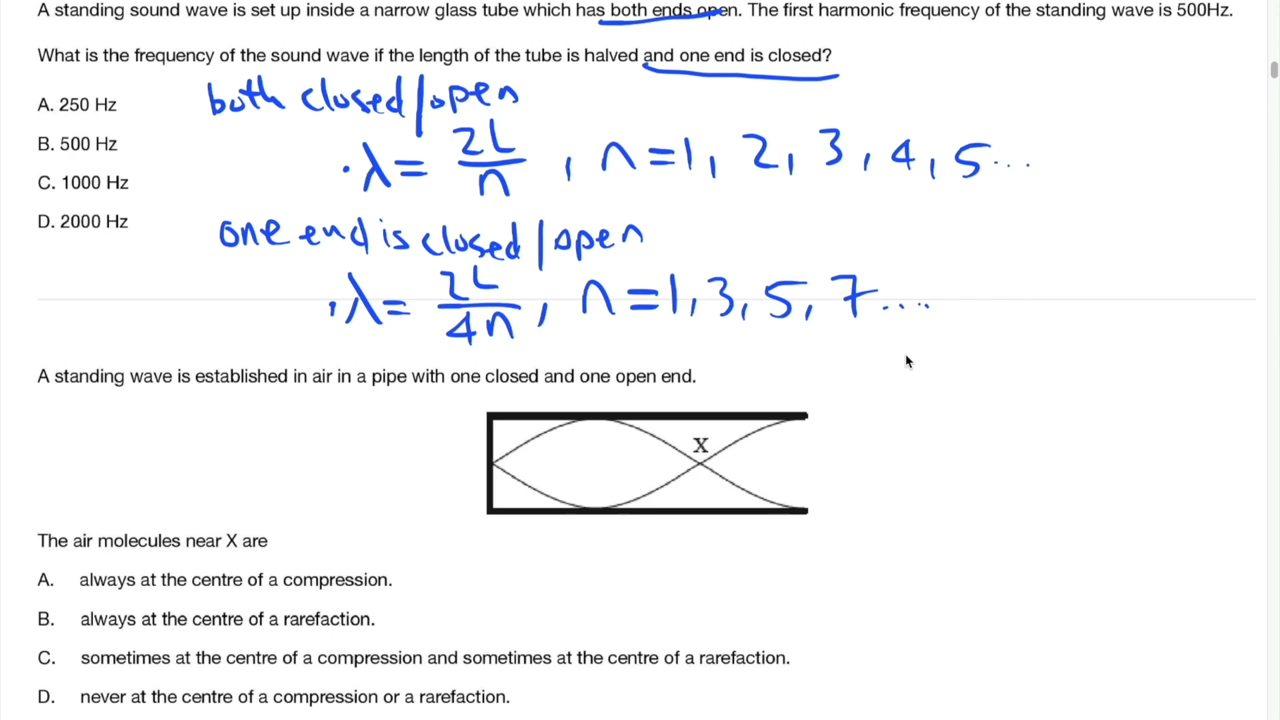 A standing sound wave is set up inside a narrow glass tube which has both ends open. The first harmonic frequency of the standing wave is 500Hz.
What is the frequency of the sound wave if the length of the tube is halved and one end is closed?
A. 250 Hz
B. 500 Hz
C. 1000 Hz
D. 2000 Hz
both closed/open
·λ = 2L/n , n=1, 2, 3, 4, 5...
one end is closed/open
·λ = 2L/4n , n=1, 3, 5, 7....
A standing wave is established in air in a pipe with one closed and one open end.
X
The air molecules near X are
A. always at the centre of a compression.
B. always at the centre of a rarefaction.
C. sometimes at the centre of a compression and sometimes at the centre of a rarefaction.
D. never at the centre of a compression or a rarefaction.